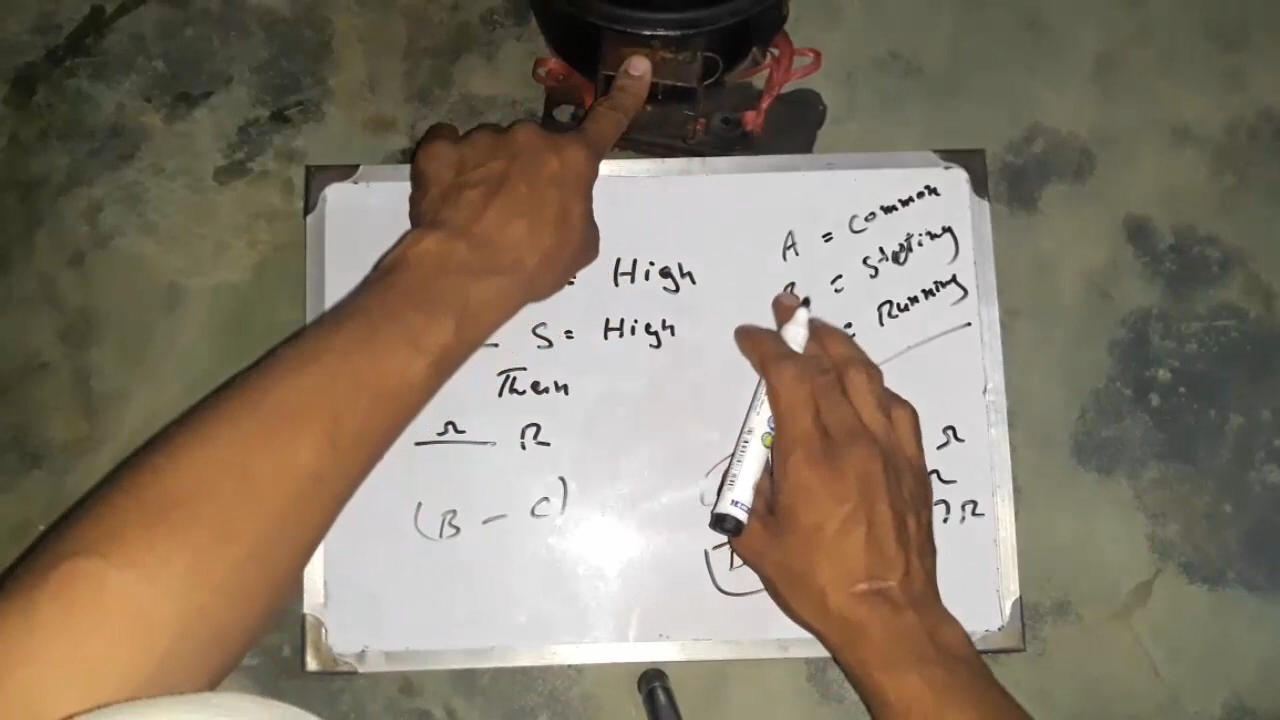 = High
A = Common
B = Starting
– S = High
= Running
Then
Ω R
Ω
Ω
(B – C)
Ω